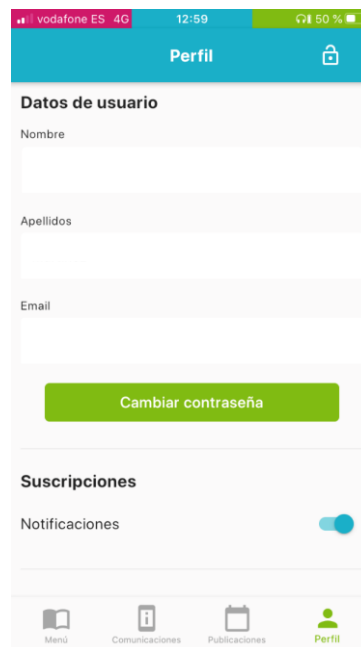 vodafone ES 4G 12:59 50 %
Perfil
Datos de usuario
Nombre
Apellidos
Email
Cambiar contraseña
Suscripciones
Notificaciones
Menú Comunicaciones Publicaciones Perfil